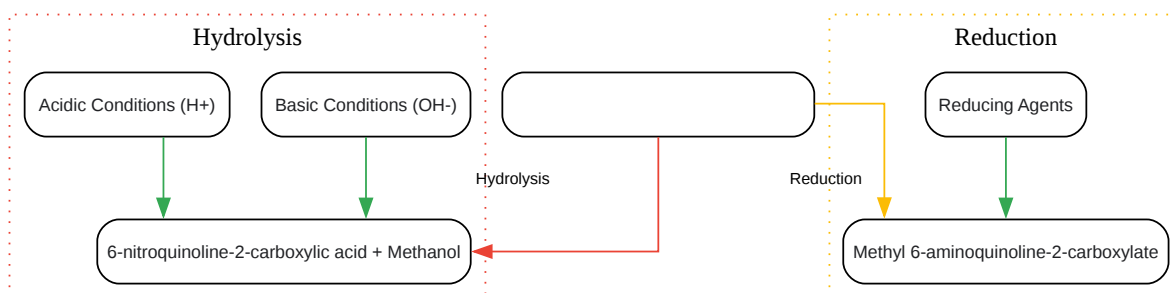 Hydrolysis
Reduction
Acidic Conditions (H+)
Basic Conditions (OH-)
Reducing Agents
Hydrolysis
Reduction
6-nitroquinoline-2-carboxylic acid + Methanol
Methyl 6-aminoquinoline-2-carboxylate